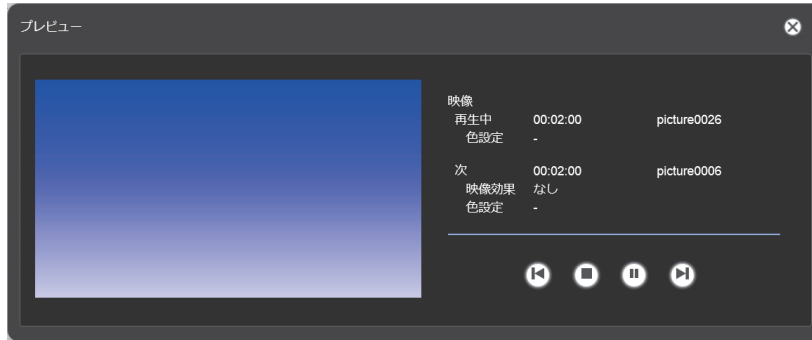 プレビュー
映像
再生中 00:02:00 picture0026
色設定 -
次 00:02:00 picture0006
映像効果 なし
色設定 -